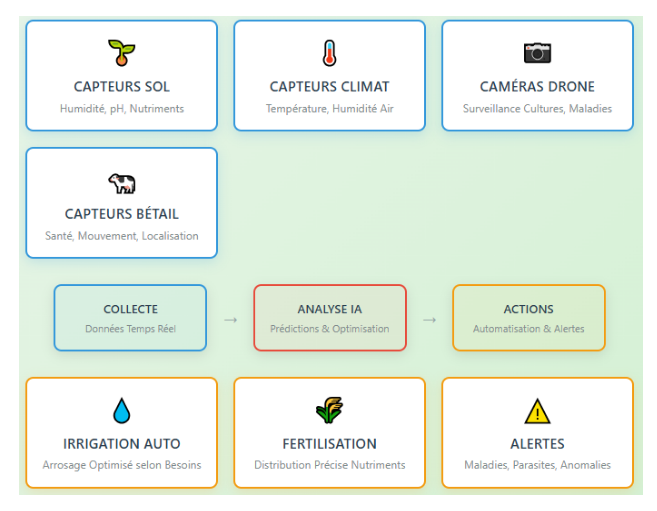 CAPTEURS SOL
Humidité, pH, Nutriments
CAPTEURS CLIMAT
Température, Humidité Air
CAMÉRAS DRONE
Surveillance Cultures, Maladies
CAPTEURS BÉTAIL
Santé, Mouvement, Localisation
COLLECTE
Données Temps Réel
→
ANALYSE IA
Prédictions & Optimisation
→
ACTIONS
Automatisation & Alertes
IRRIGATION AUTO
Arrosage Optimisé selon Besoins
FERTILISATION
Distribution Précise Nutriments
ALERTES
Maladies, Parasites, Anomalies